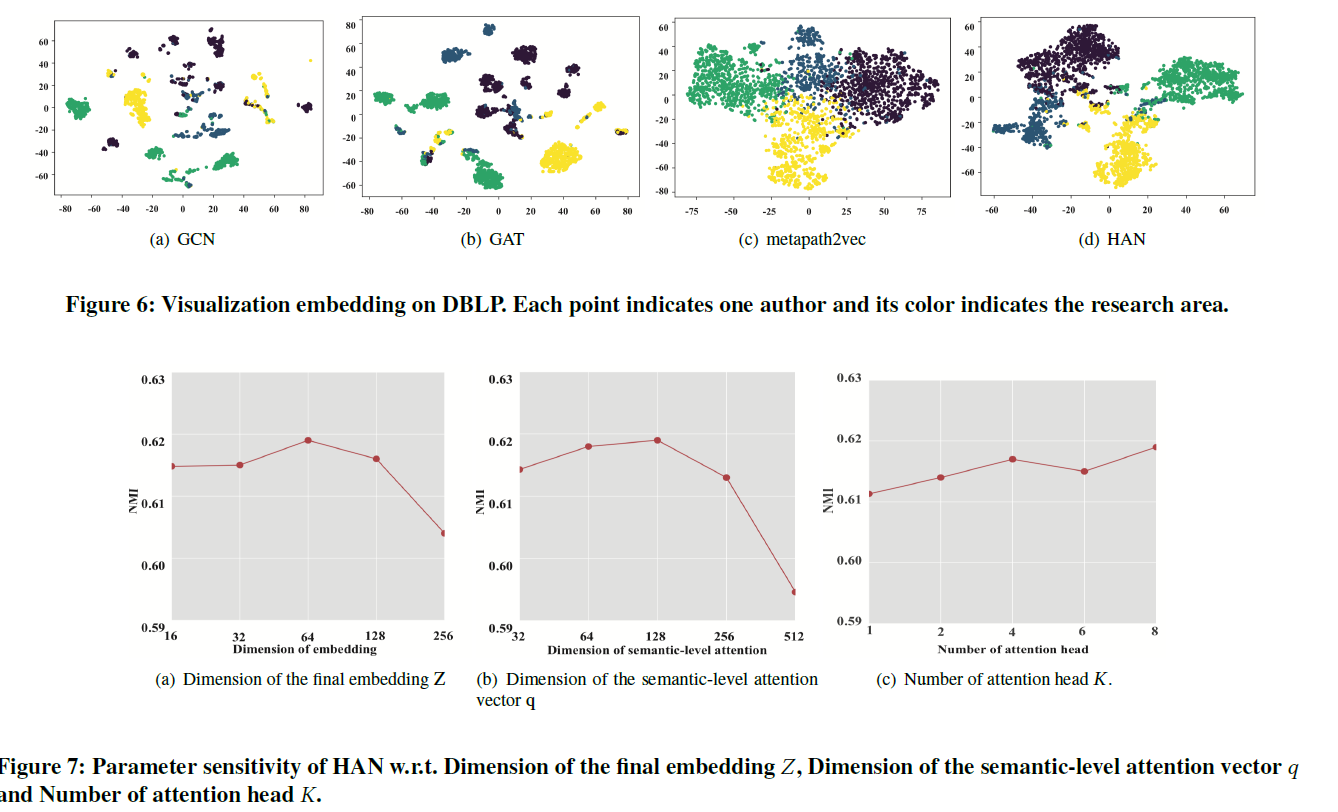 60
40
20
0
-20
-40
-60
-80 -60 -40 -20 0 20 40 60 80
(a) GCN
80
60
40
20
0
-20
-40
-60
-80 -60 -40 -20 0 20 40 60 80
(b) GAT
60
40
20
0
-20
-40
-60
-80
-75 -50 -25 0 25 50 75
(c) metapath2vec
60
40
20
0
-20
-40
-60
-60 -40 -20 0 20 40 60
(d) HAN
Figure 6: Visualization embedding on DBLP. Each point indicates one author and its color indicates the research area.
0.63
0.62
0.61
0.60
0.59
NMI
16 32 64 128 256
Dimension of embedding
(a) Dimension of the final embedding Z
0.63
0.62
0.61
0.60
0.59
NMI
32 64 128 256 512
Dimension of semantic-level attention
(b) Dimension of the semantic-level attention
vector q
0.63
0.62
0.61
0.60
0.59
NMI
1 2 4 6 8
Number of attention head
(c) Number of attention head K.
Figure 7: Parameter sensitivity of HAN w.r.t. Dimension of the final embedding Z, Dimension of the semantic-level attention vector q
and Number of attention head K.